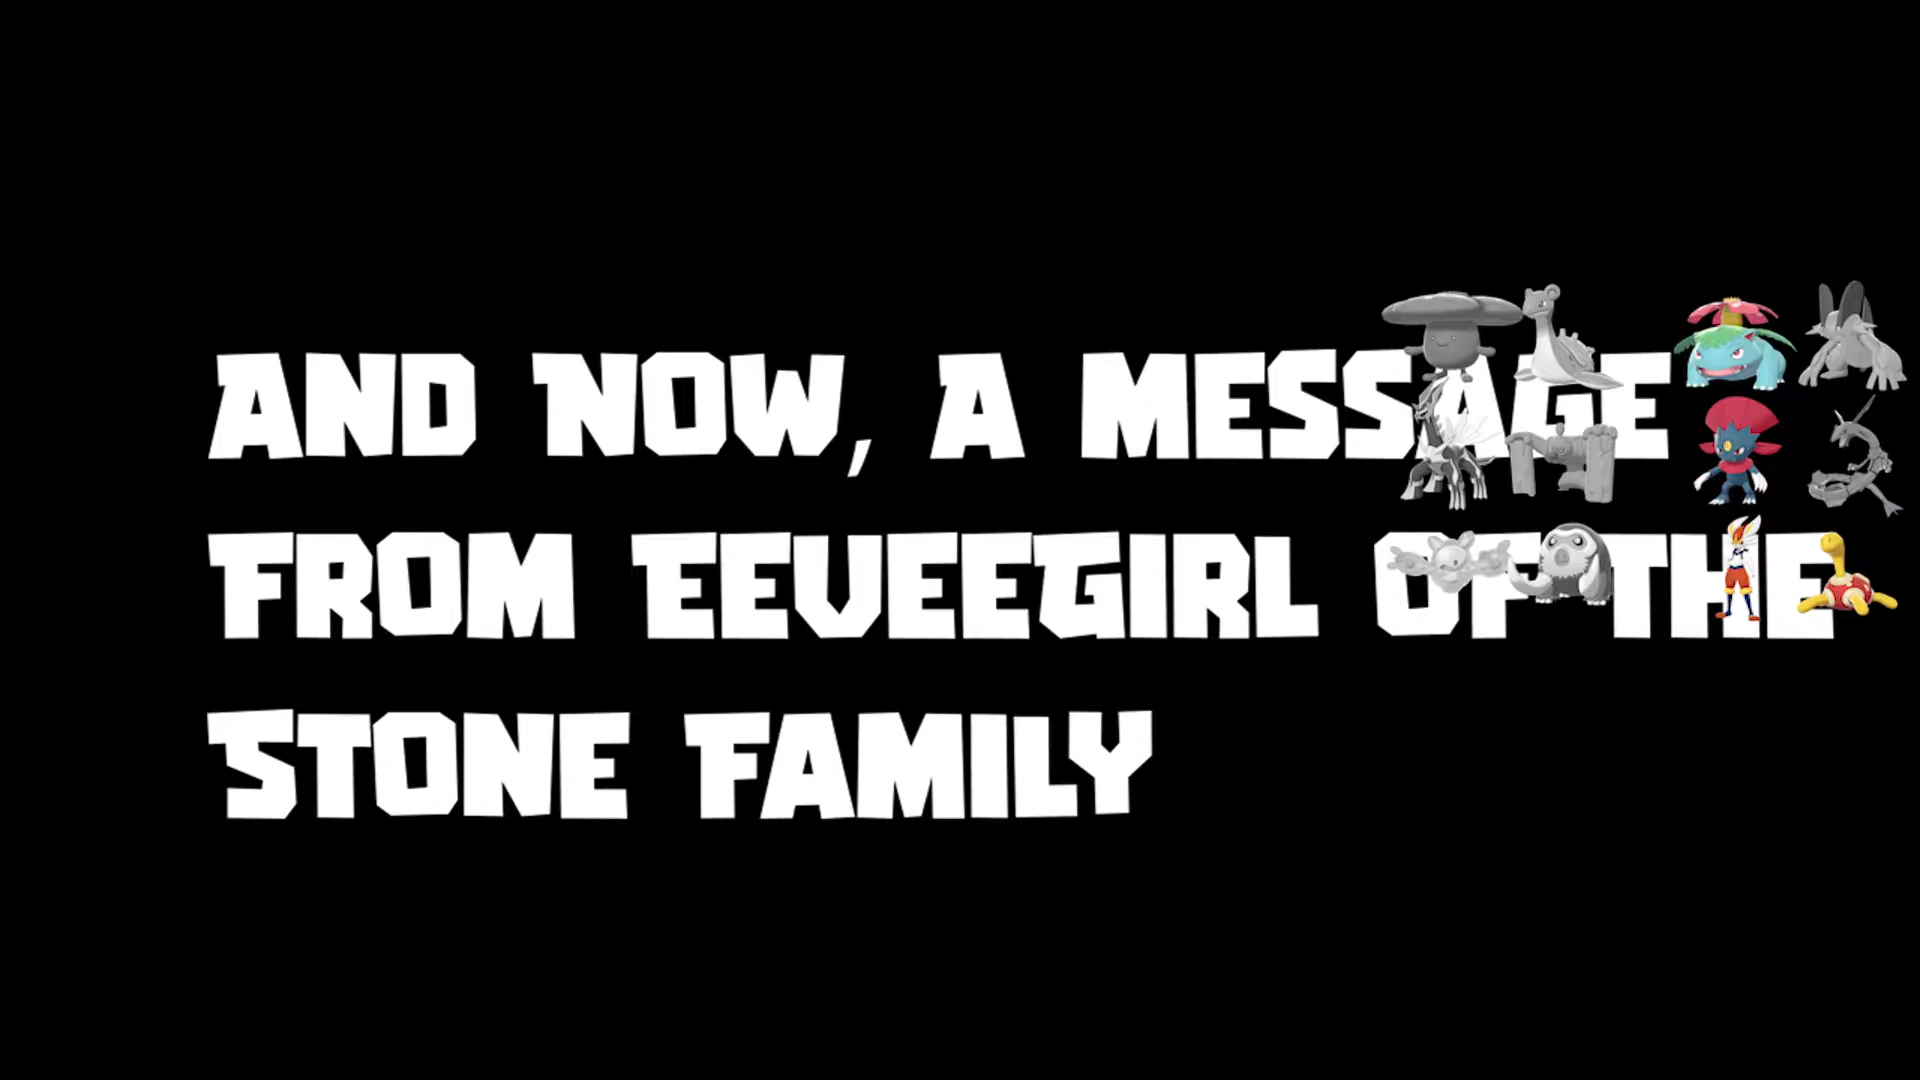 AND NOW, A MESSAGE
FROM EEVEEGIRL OF THE
STONE FAMILY